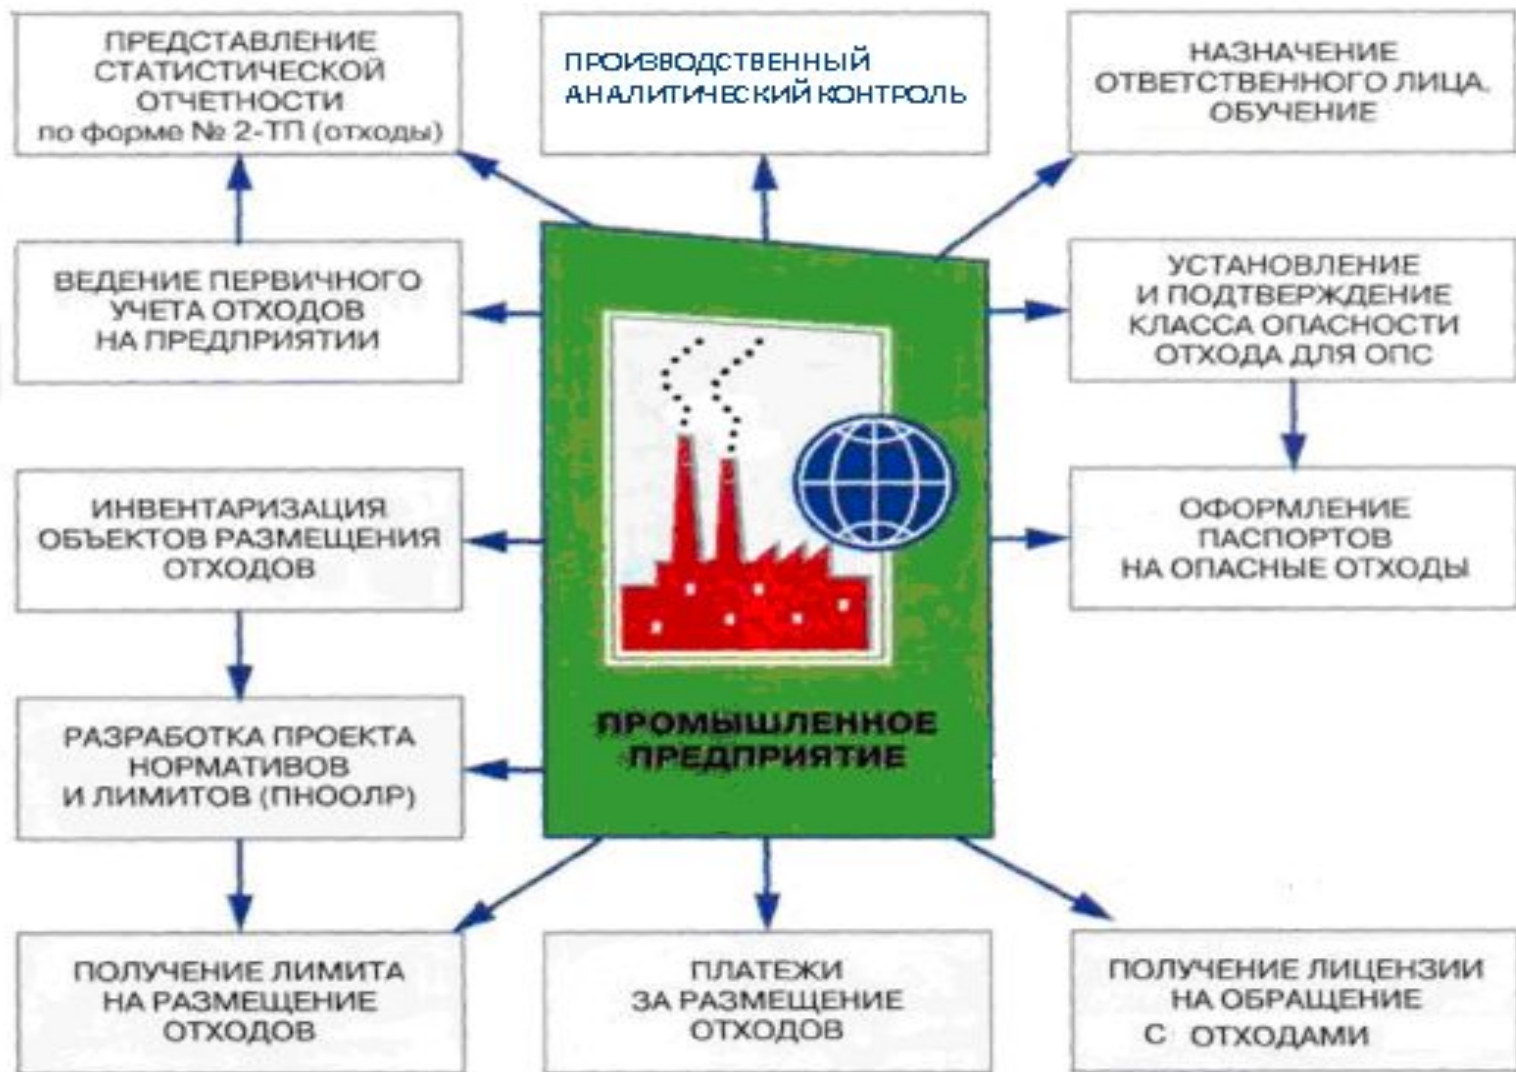 ПРЕДСТАВЛЕНИЕ
СТАТИСТИЧЕСКОЙ
ОТЧЕТНОСТИ
по форме № 2-ТП (отходы)
ПРОИЗВОДСТВЕННЫЙ
АНАЛИТИЧЕСКИЙ КОНТРОЛЬ
НАЗНАЧЕНИЕ
ОТВЕТСТВЕННОГО ЛИЦА.
ОБУЧЕНИЕ
ВЕДЕНИЕ ПЕРВИЧНОГО
УЧЕТА ОТХОДОВ
НА ПРЕДПРИЯТИИ
УСТАНОВЛЕНИЕ
И ПОДТВЕРЖДЕНИЕ
КЛАССА ОПАСНОСТИ
ОТХОДА ДЛЯ ОПС
ИНВЕНТАРИЗАЦИЯ
ОБЪЕКТОВ РАЗМЕЩЕНИЯ
ОТХОДОВ
ОФОРМЛЕНИЕ
ПАСПОРТОВ
НА ОПАСНЫЕ ОТХОДЫ
РАЗРАБОТКА ПРОЕКТА
НОРМАТИВОВ
И ЛИМИТОВ (ПНООЛР)
ПРОМЫШЛЕННОЕ
ПРЕДПРИЯТИЕ
ПОЛУЧЕНИЕ ЛИМИТА
НА РАЗМЕЩЕНИЕ
ОТХОДОВ
ПЛАТЕЖИ
ЗА РАЗМЕЩЕНИЕ
ОТХОДОВ
ПОЛУЧЕНИЕ ЛИЦЕНЗИИ
НА ОБРАЩЕНИЕ
С ОТХОДАМИ